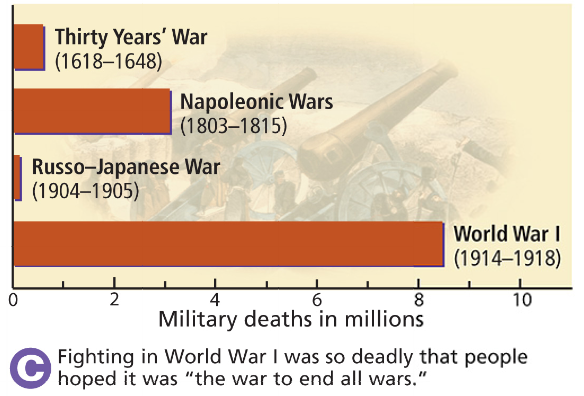 Thirty Years’ War
(1618–1648)
Napoleonic Wars
(1803–1815)
Russo–Japanese War
(1904–1905)
World War I
(1914–1918)
0 2 4 6 8 10
Military deaths in millions
C Fighting in World War I was so deadly that people
hoped it was “the war to end all wars.”